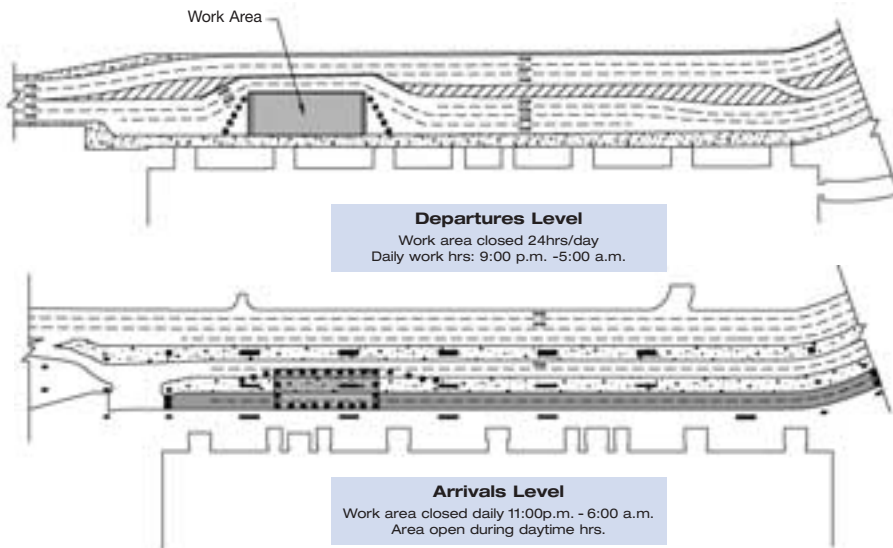 Work Area
Departures Level
Work area closed 24hrs/day
Daily work hrs: 9:00 p.m. -5:00 a.m.
Arrivals Level
Work area closed daily 11:00p.m. - 6:00 a.m.
Area open during daytime hrs.